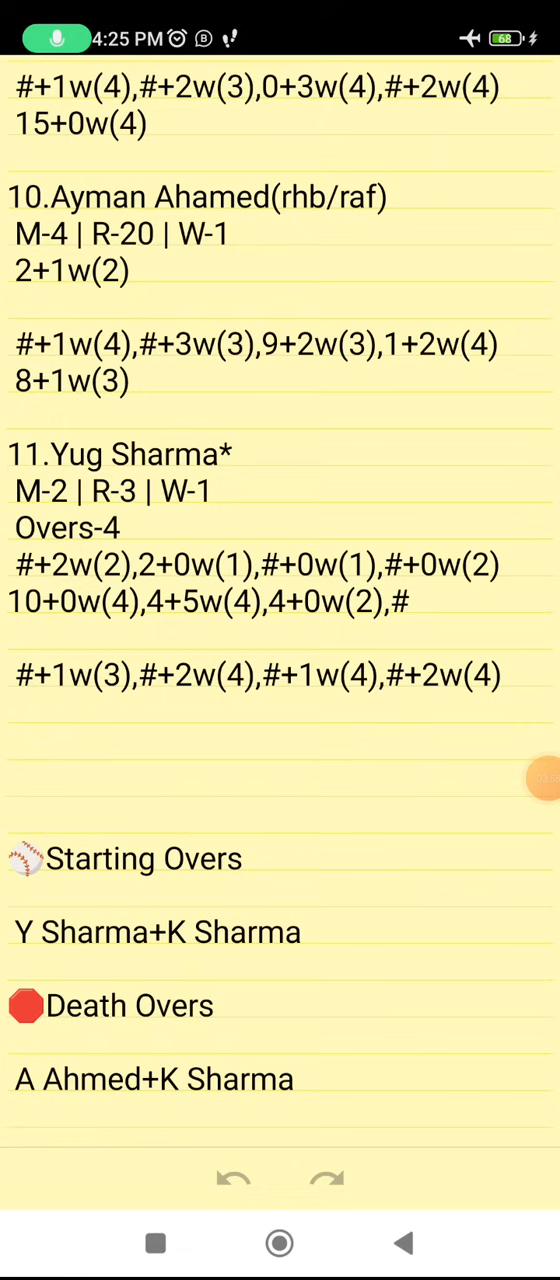 4:25 PM
68
#+1w(4),#+2w(3),0+3w(4),#+2w(4)
15+0w(4)
10.Ayman Ahamed(rhb/raf)
M-4 | R-20 | W-1
2+1w(2)
#+1w(4),#+3w(3),9+2w(3),1+2w(4)
8+1w(3)
11.Yug Sharma*
M-2 | R-3 | W-1
Overs-4
#+2w(2),2+0w(1),#+0w(1),#+0w(2)
10+0w(4),4+5w(4),4+0w(2),#
#+1w(3),#+2w(4),#+1w(4),#+2w(4)
⚾Starting Overs
Y Sharma+K Sharma
🛑Death Overs
A Ahmed+K Sharma